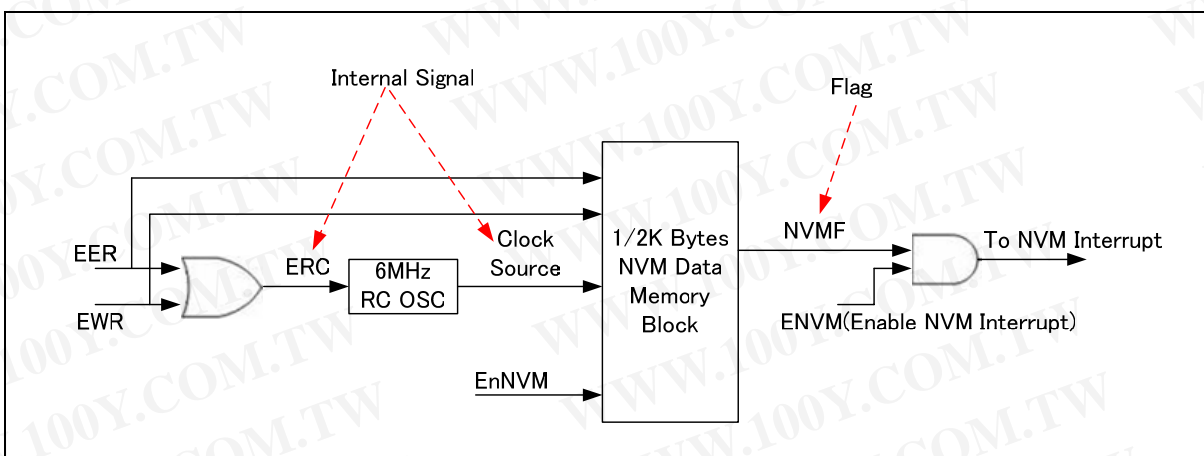 Internal Signal
Flag
EER
EWR
ERC
6MHz
RC OSC
Clock
Source
EnNVM
1/2K Bytes
NVM Data
Memory
Block
NVMF
ENVM(Enable NVM Interrupt)
To NVM Interrupt
WWW.100Y.COM.TW